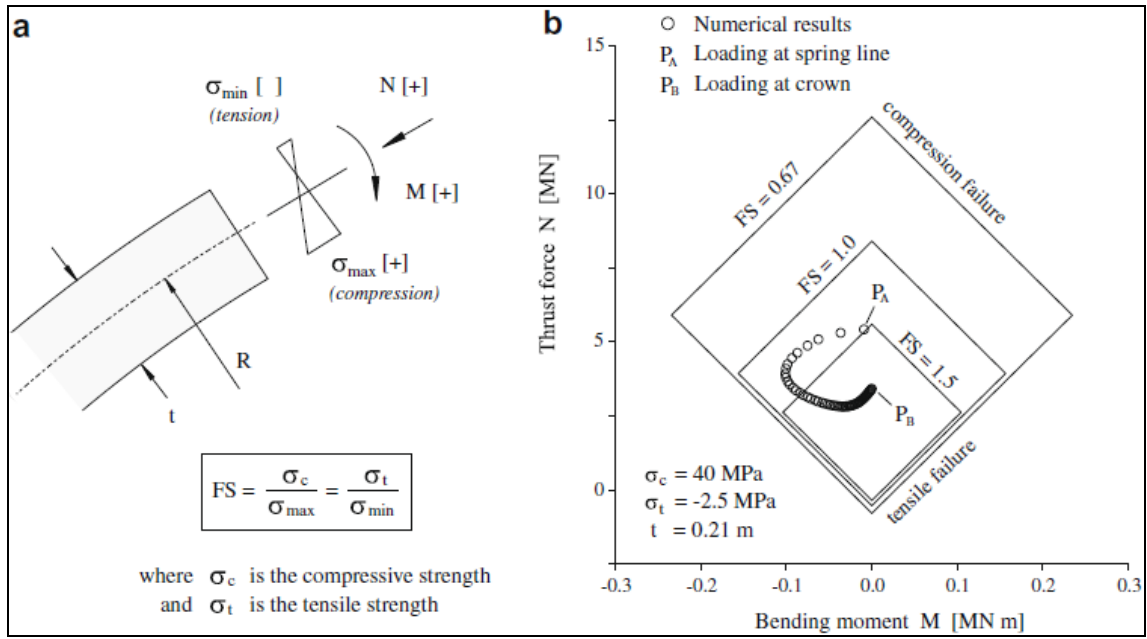 a
σmin [ ]
(tension)
N [+]
M [+]
σmax [+]
(compression)
R
t
FS = σc / σmax = σt / σmin
where σc is the compressive strength
and σt is the tensile strength
b
Numerical results
PA Loading at spring line
PB Loading at crown
15
10
5
0
Thrust force N [MN]
compression failure
FS = 0.67
FS = 1.0
PA
FS = 1.5
PB
tensile failure
σc = 40 MPa
σt = -2.5 MPa
t = 0.21 m
-0.3 -0.2 -0.1 0.0 0.1 0.2 0.3
Bending moment M [MN m]